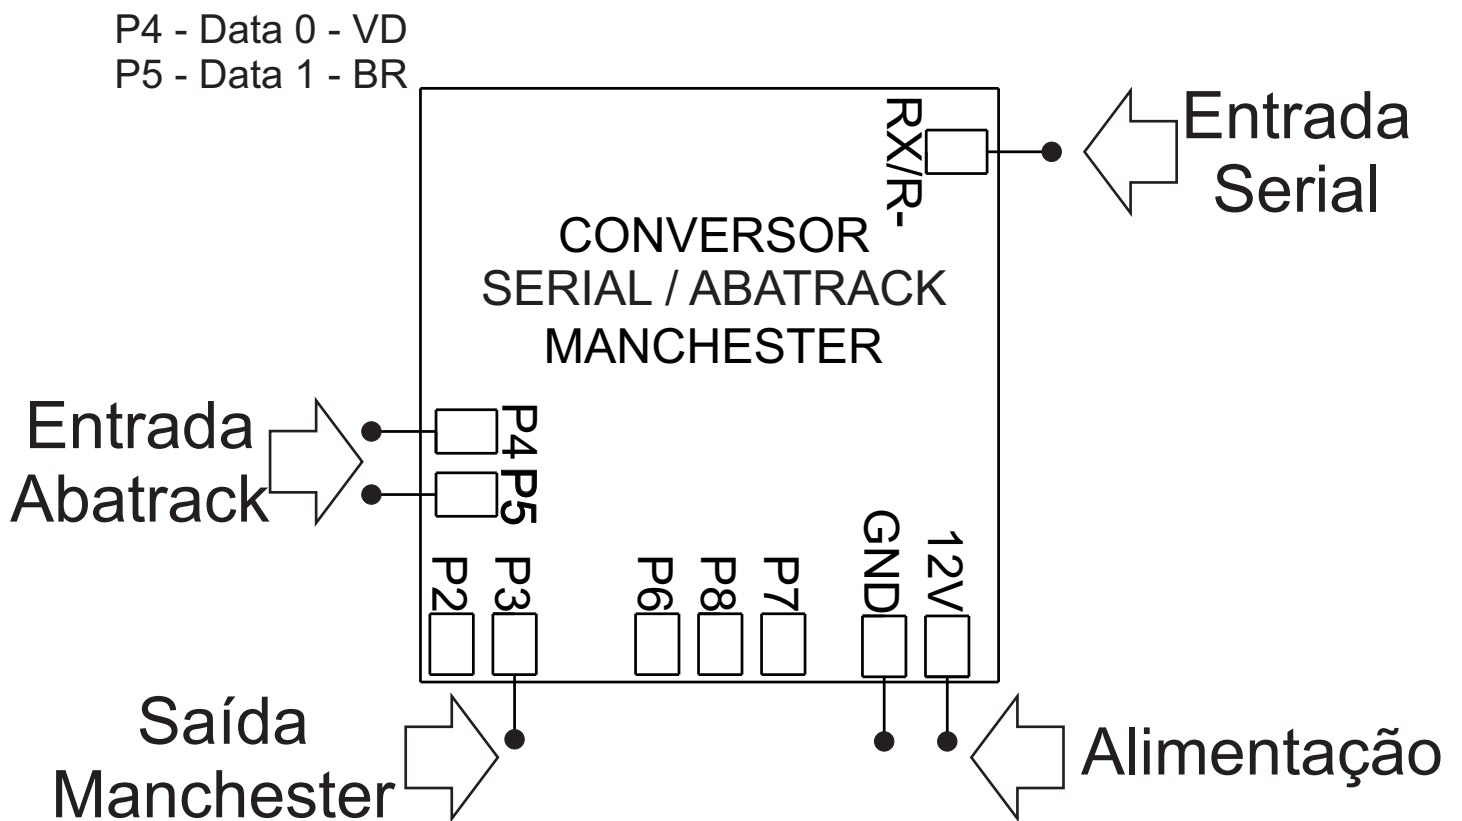 P4 - Data 0 - VD
P5 - Data 1 - BR
RX/R-
Entrada
Serial
CONVERSOR
SERIAL / ABATRACK
MANCHESTER
Entrada
Abatrack
P4
P5
P2
P3
P6
P8
P7
GND
12V
Saída
Manchester
Alimentação